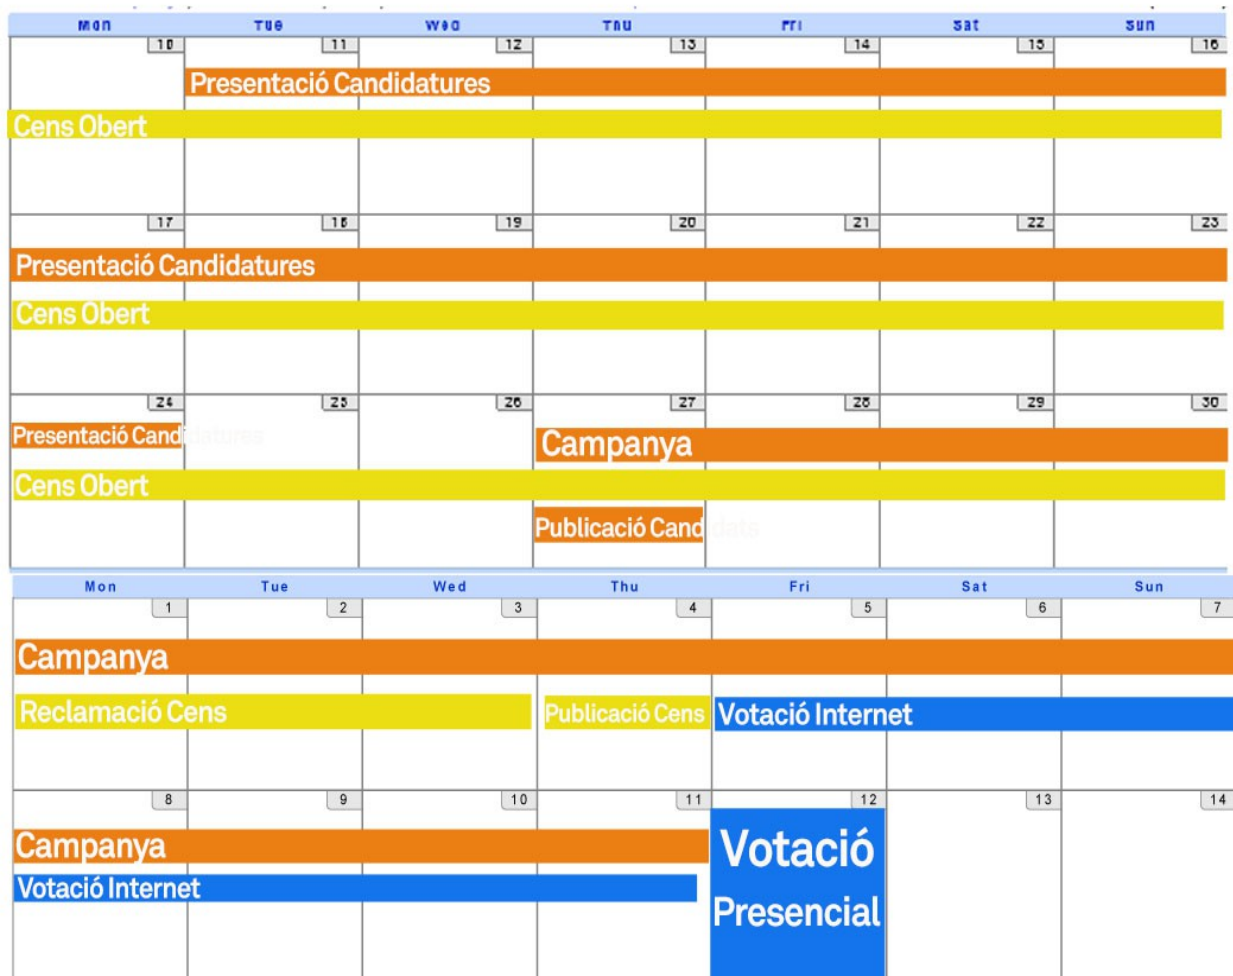 Mon Tue Wed Thu Fri Sat Sun
10 11 12 13 14 15 16
Presentació Candidatures
Cens Obert
17 18 19 20 21 22 23
Presentació Candidatures
Cens Obert
24 25 26 27 28 29 30
Presentació Candidatures Campanya
Cens Obert
Publicació Candidats
Mon Tue Wed Thu Fri Sat Sun
1 2 3 4 5 6 7
Campanya
Reclamació Cens Publicació Cens Votació Internet
8 9 10 11 12 13 14
Campanya Votació
Votació Internet Presencial